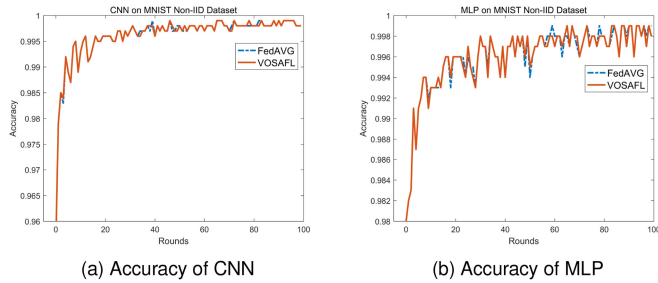 CNN on MNIST Non-IID Dataset
1
0.995
0.99
0.985
0.98
0.975
0.97
0.965
0.96
Accuracy
0 20 40 60 80 100
Rounds
FedAVG
VOSAFL
(a) Accuracy of CNN
MLP on MNIST Non-IID Dataset
1
0.998
0.996
0.994
0.992
0.99
0.988
0.986
0.984
0.982
0.98
Accuracy
0 20 40 60 80 100
Rounds
FedAVG
VOSAFL
(b) Accuracy of MLP